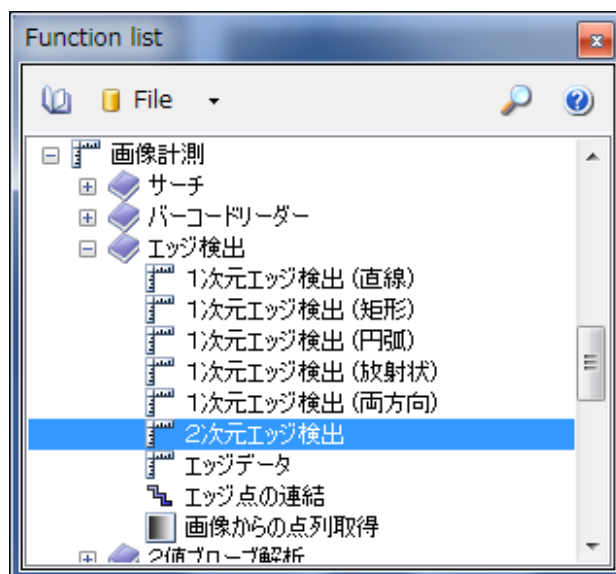 Function list
File
画像計測
サーチ
バーコードリーダー
エッジ検出
1次元エッジ検出 (直線)
1次元エッジ検出 (矩形)
1次元エッジ検出 (円弧)
1次元エッジ検出 (放射状)
1次元エッジ検出 (両方向)
2次元エッジ検出
エッジデータ
エッジ点の連結
画像からの点列取得
2値ブローブ解析